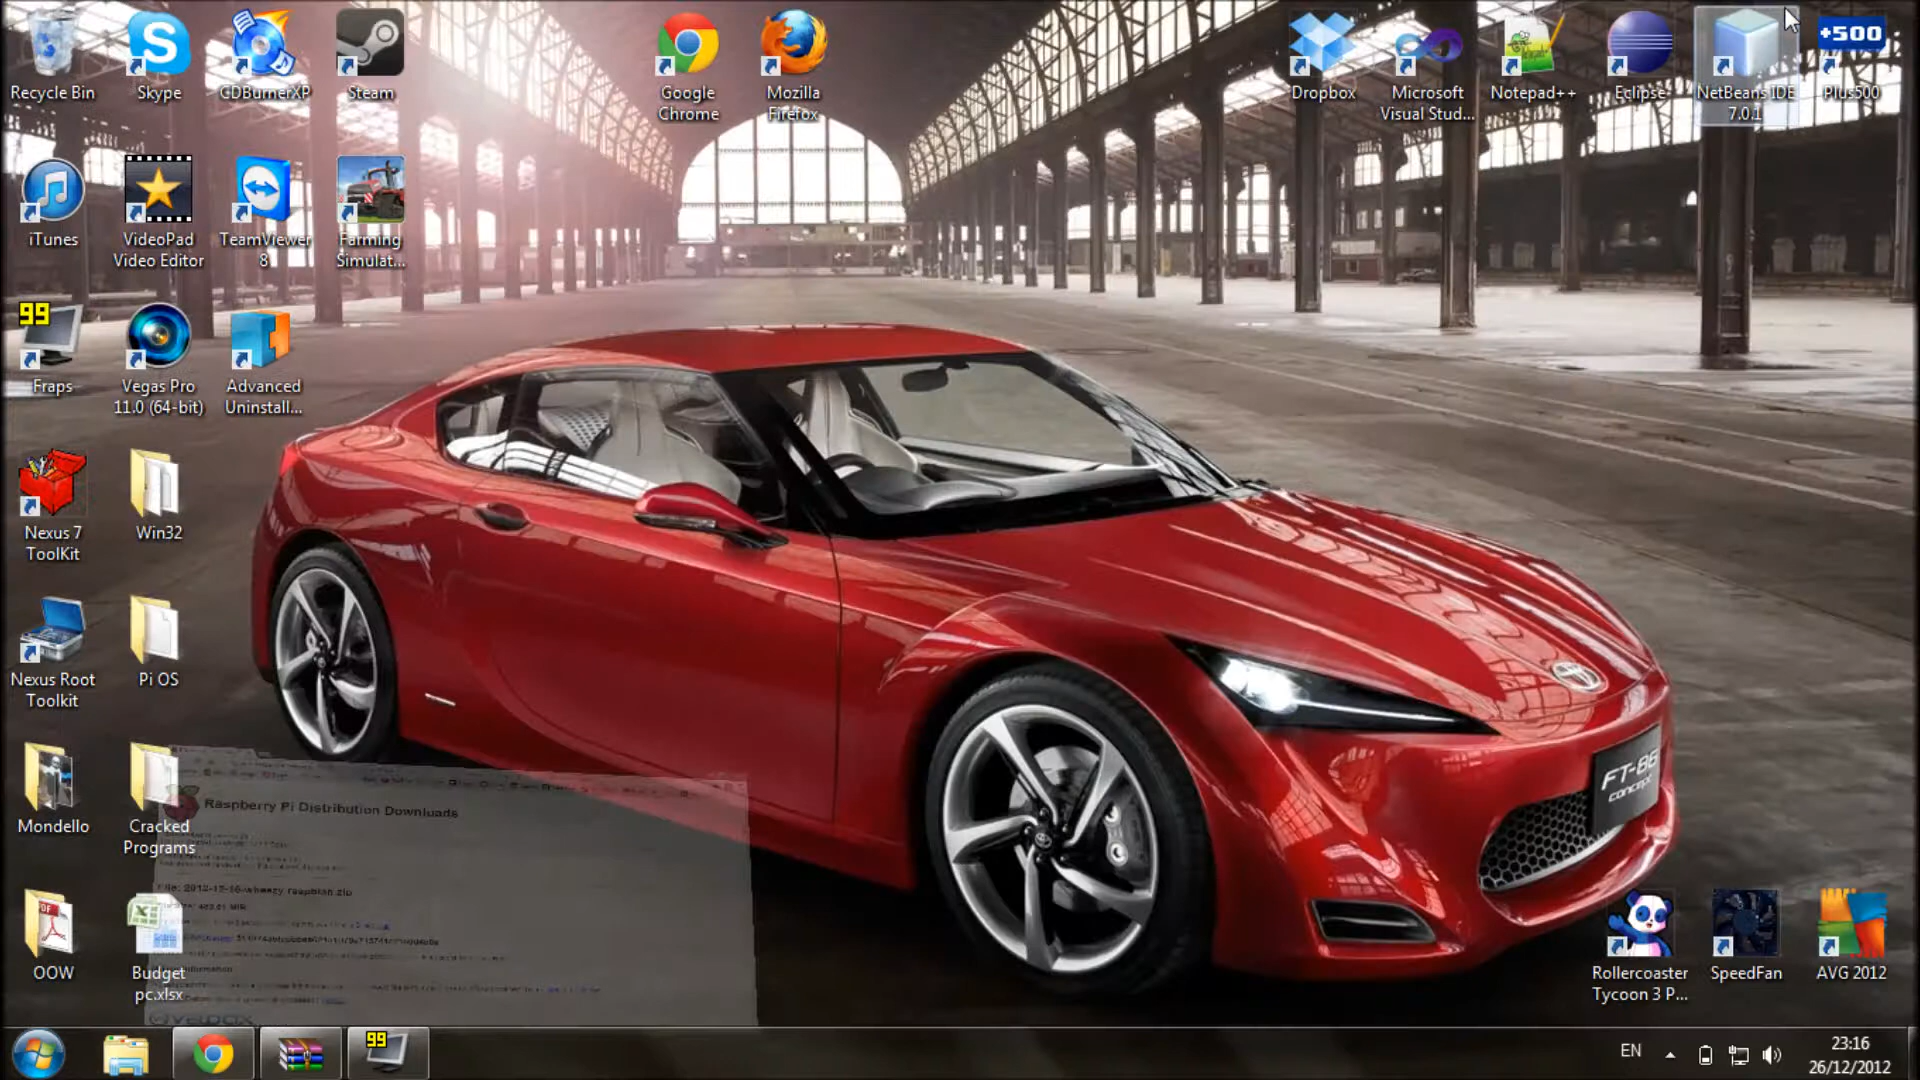 +500
Recycle Bin
Skype
CDBurnerXP
Steam
Google
Chrome
Mozilla
Firefox
Dropbox
Microsoft
Visual Stud...
Notepad++
Eclipse
NetBeans IDE
7.0.1
Plus500
iTunes
VideoPad
Video Editor
TeamViewer
8
Farming
Simulat...
99
Fraps
Vegas Pro
11.0 (64-bit)
Advanced
Uninstall...
Nexus 7
ToolKit
Win32
Nexus Root
Toolkit
Pi OS
FT-86
concept
Mondello
Cracked
Programs
Raspberry Pi Distribution Downloads
PDF
OOW
Budget
pc.xlsx
Rollercoaster
Tycoon 3 P...
SpeedFan
AVG 2012
99
EN
23:16
26/12/2012